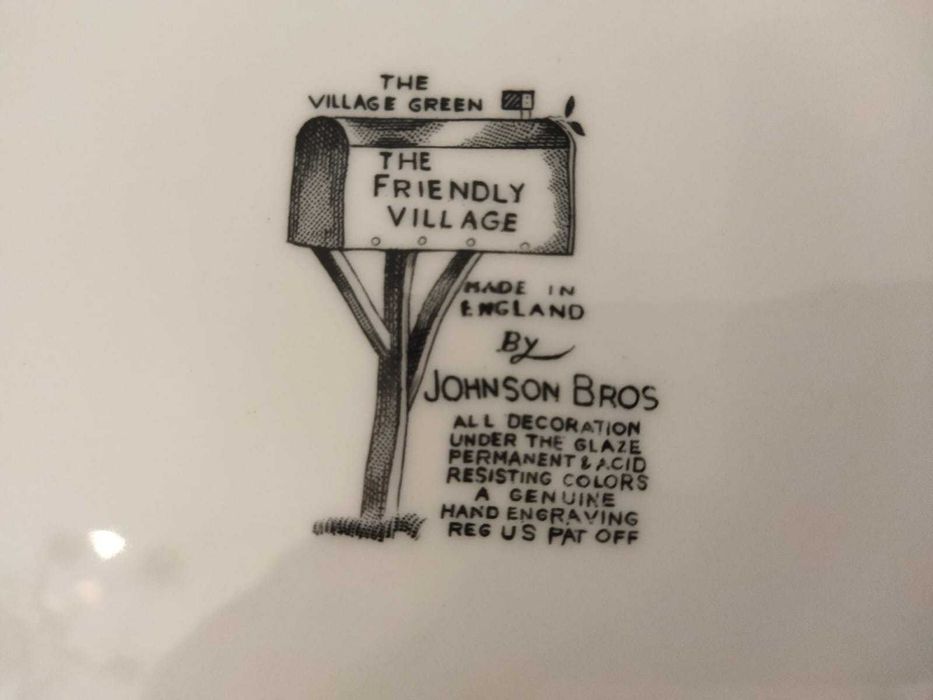 THE
VILLAGE GREEN
THE
FRIENDLY
VILLAGE
MADE IN
ENGLAND
By
JOHNSON BROS
ALL DECORATION
UNDER THE GLAZE
PERMANENT & ACID
RESISTING COLORS
A GENUINE
HAND ENGRAVING
REG US PAT OFF